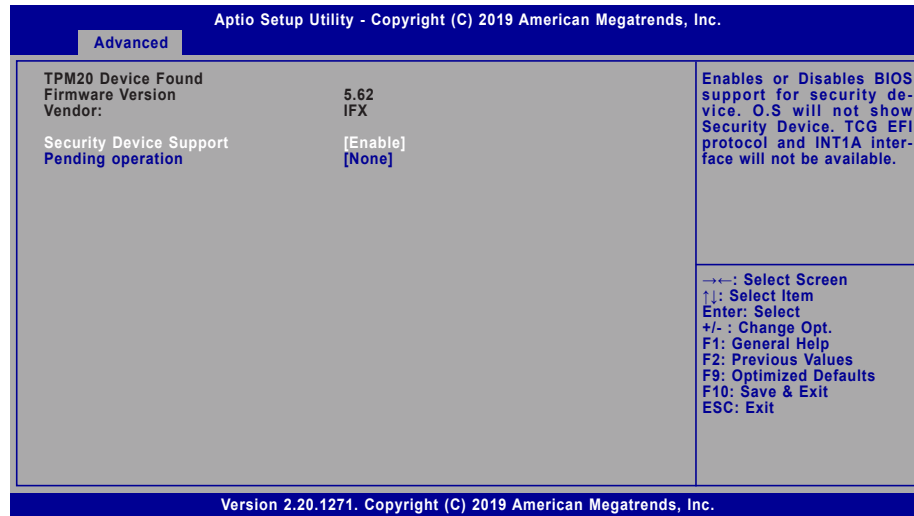 Aptio Setup Utility - Copyright (C) 2019 American Megatrends, Inc.
Advanced
TPM20 Device Found
Firmware Version 5.62
Vendor: IFX
Security Device Support [Enable]
Pending operation [None]
Enables or Disables BIOS
support for security de-
vice. O.S will not show
Security Device. TCG EFI
protocol and INT1A inter-
face will not be available.
→←: Select Screen
↑↓: Select Item
Enter: Select
+/- : Change Opt.
F1: General Help
F2: Previous Values
F9: Optimized Defaults
F10: Save & Exit
ESC: Exit
Version 2.20.1271. Copyright (C) 2019 American Megatrends, Inc.